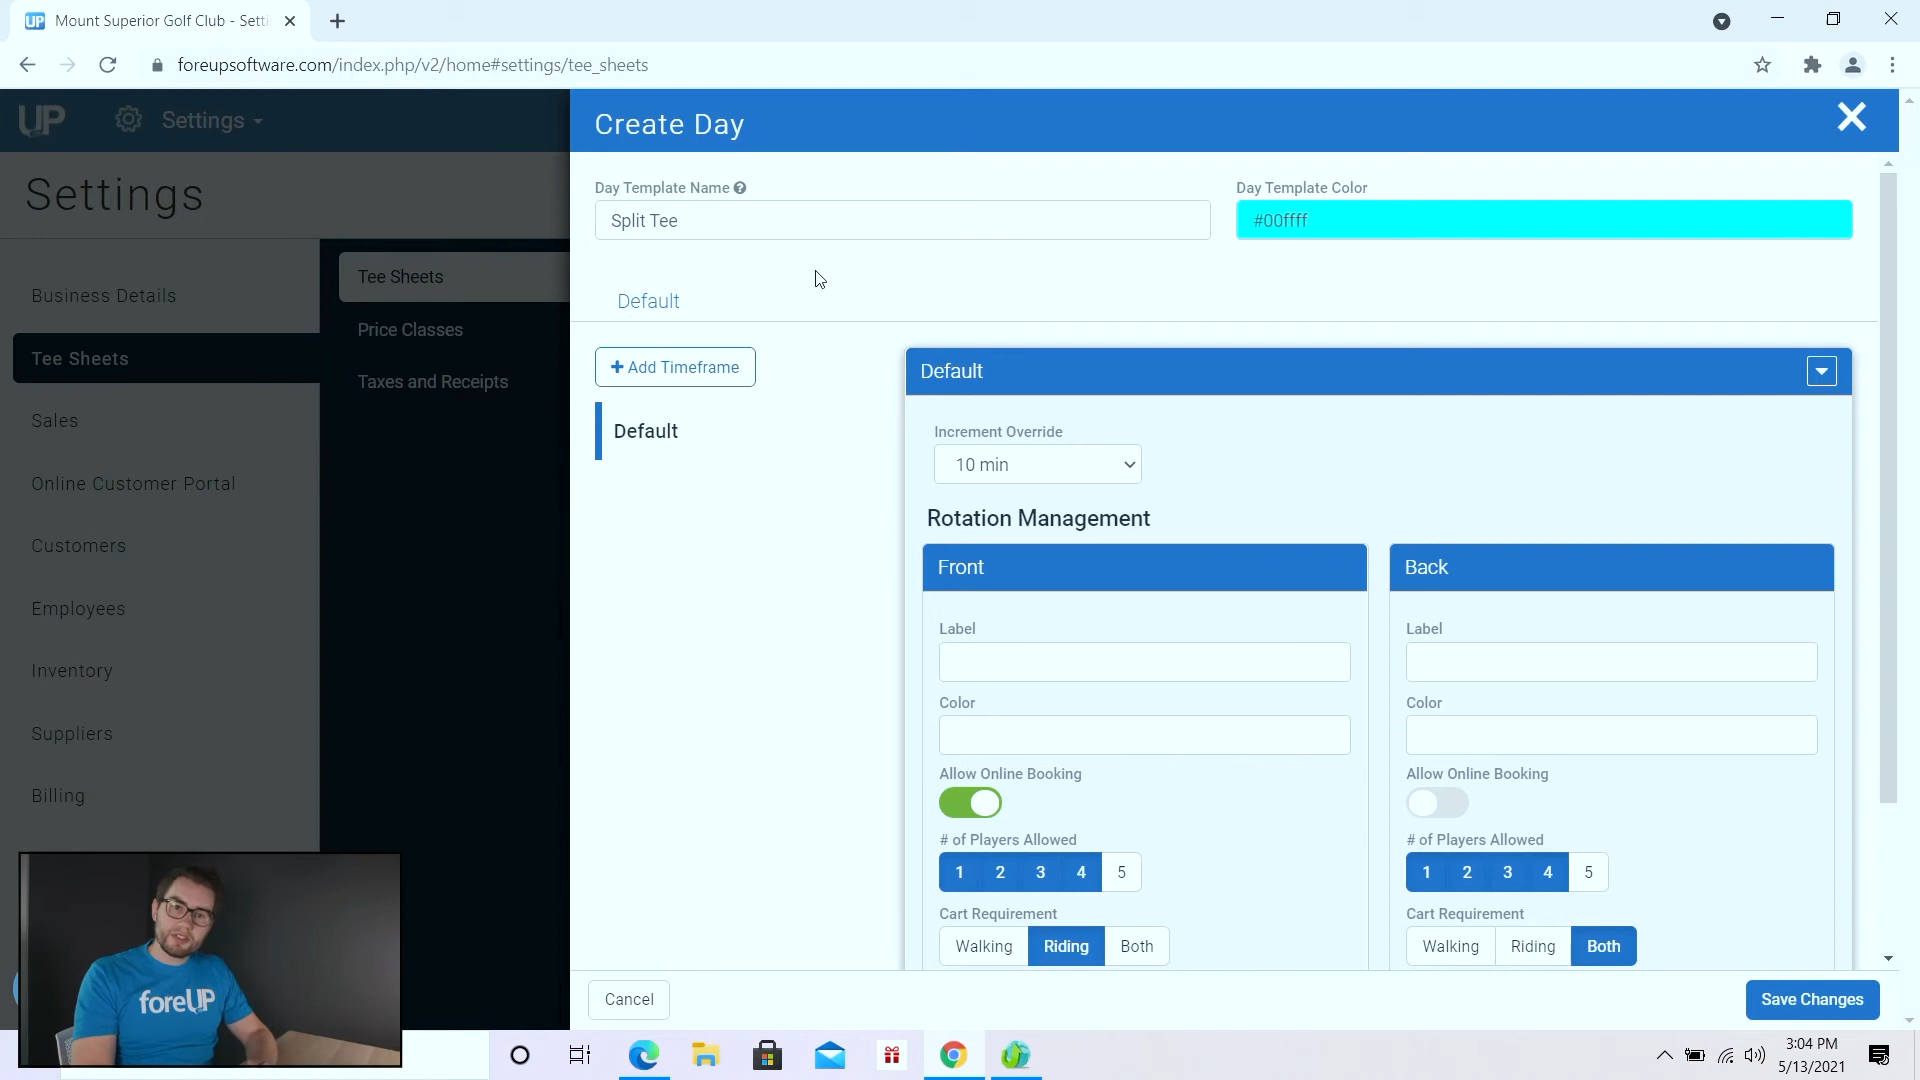 UP
Mount Superior Golf Club - Setti
foreupsoftware.com/index.php/v2/home#settings/tee_sheets
UP
Settings
Create Day
Settings
Business Details
Tee Sheets
Sales
Online Customer Portal
Customers
Employees
Inventory
Suppliers
Billing
Tee Sheets
Price Classes
Taxes and Receipts
Day Template Name
Split Tee
Day Template Color
#00ffff
Default
+ Add Timeframe
Default
Default
Increment Override
10 min
Rotation Management
Front
Label
Color
Allow Online Booking
# of Players Allowed
1 2 3 4 5
Cart Requirement
Walking Riding Both
Back
Label
Color
Allow Online Booking
# of Players Allowed
1 2 3 4 5
Cart Requirement
Walking Riding Both
Cancel
Save Changes
foreUP
3:04 PM
5/13/2021